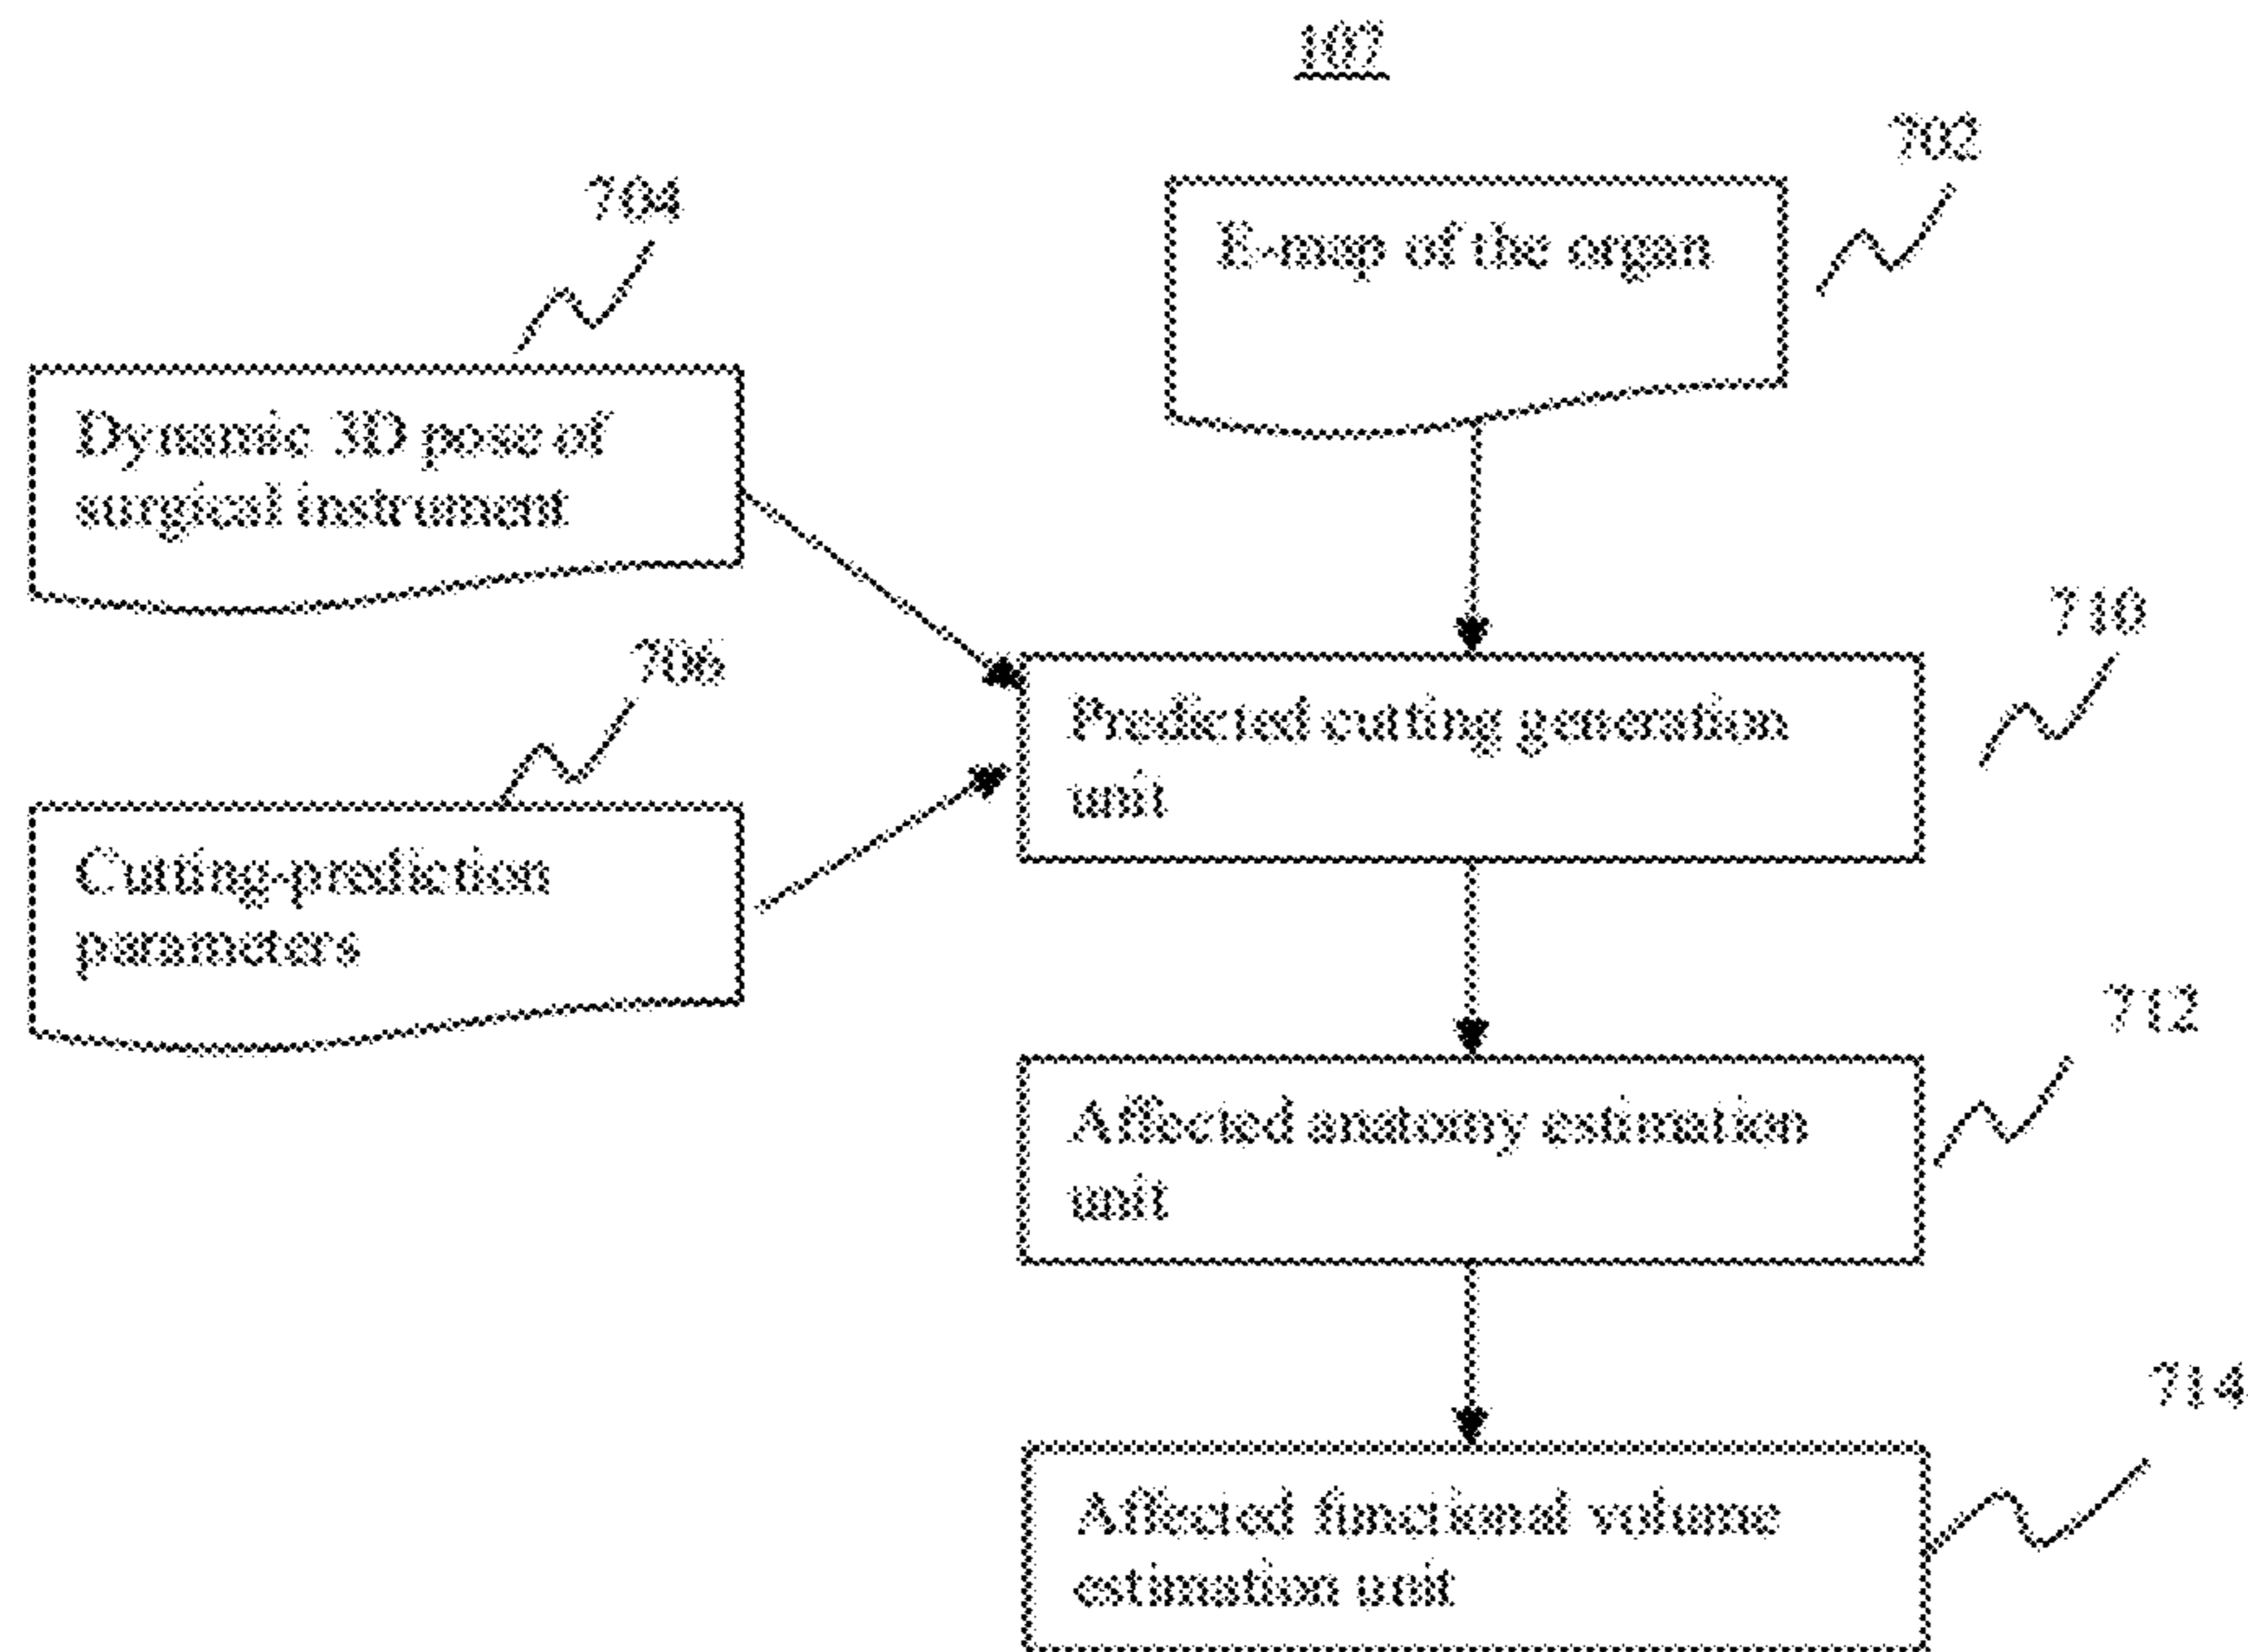 107
702
704
E-map of the organ
Dynamic 3D pose of
surgical instrument
710
706
Predicted cutting generation
unit
Cutting-prediction
parameters
712
Affected anatomy estimation
unit
714
Affected functional volume
estimation unit